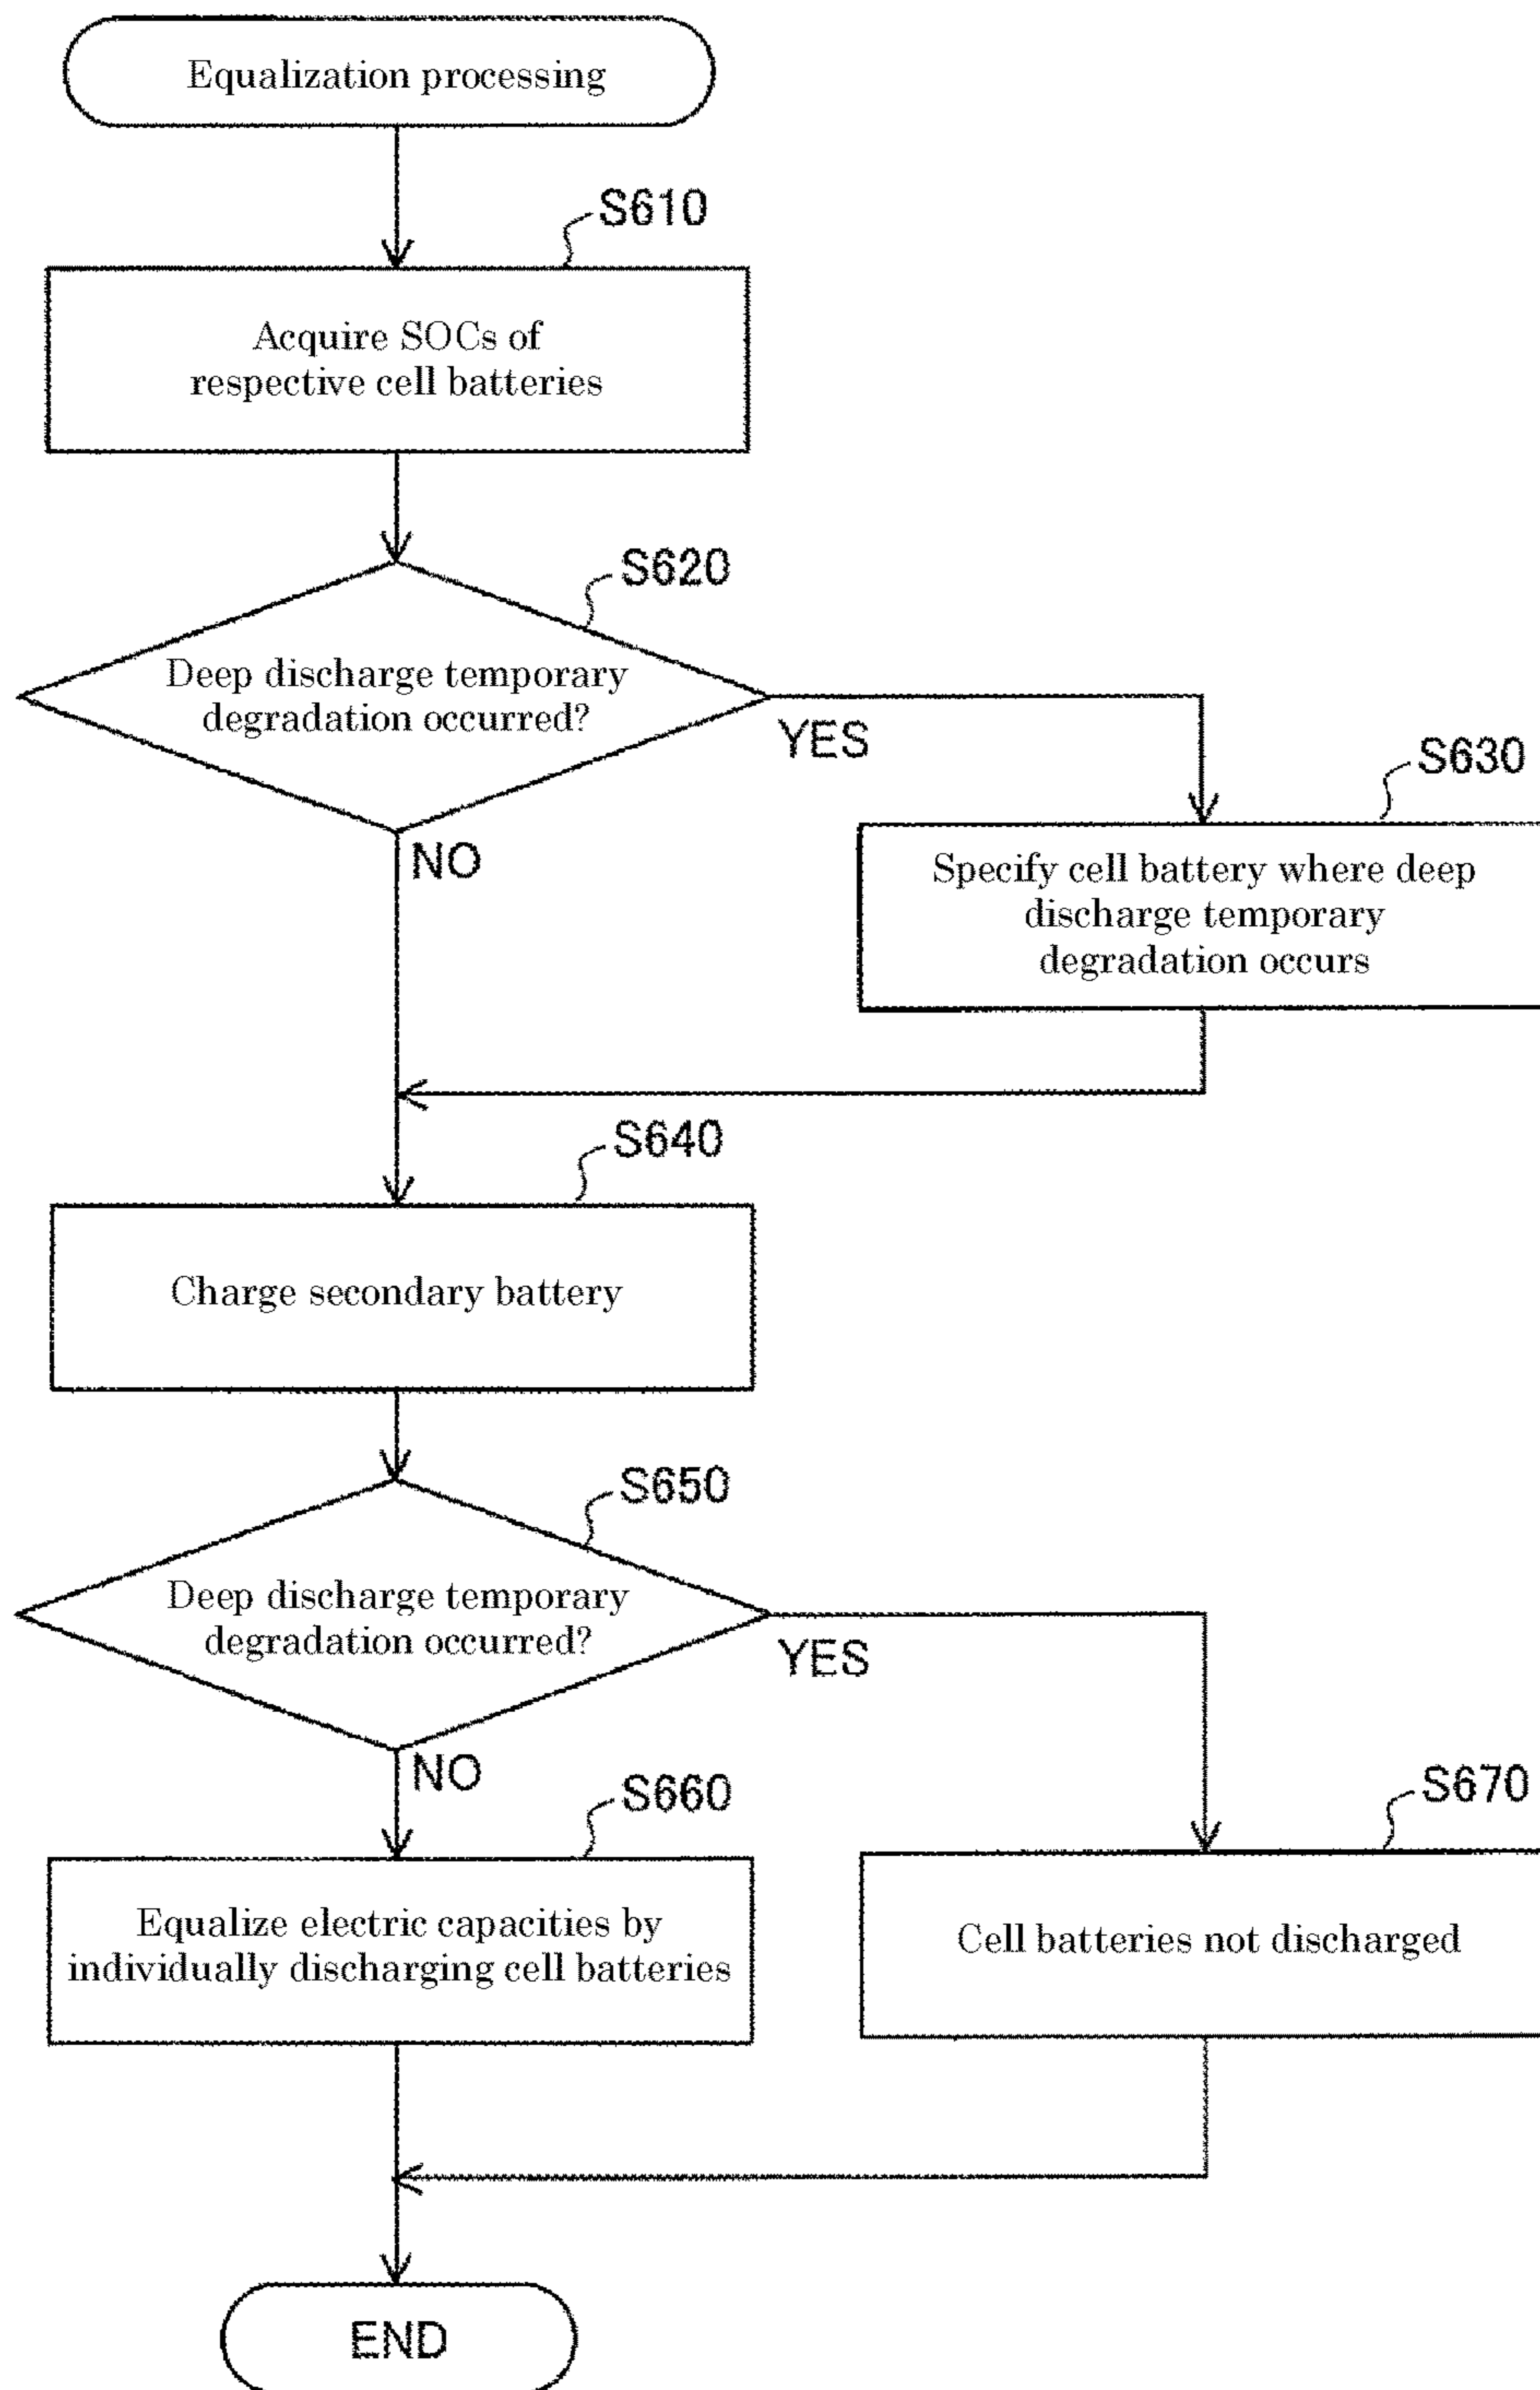 Equalization processing
S610
Acquire SOCs of
respective cell batteries
S620
Deep discharge temporary
degradation occurred?
YES
NO
S630
Specify cell battery where deep
discharge temporary
degradation occurs
S640
Charge secondary battery
S650
Deep discharge temporary
degradation occurred?
YES
NO
S660
Equalize electric capacities by
individually discharging cell batteries
S670
Cell batteries not discharged
END